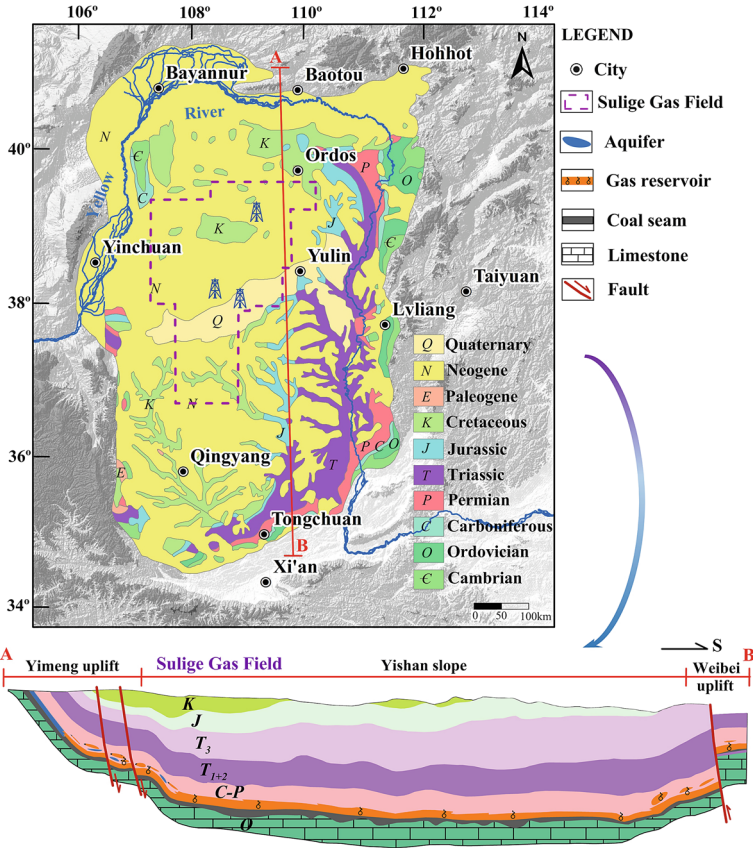 106° 108° 110° 112° 114°
40°
38°
36°
34°
N
A
Hohhot
Bayannur
Baotou
River
Yellow
N
K
Ꞓ
C
Ordos
P
O
K
J
Ꞓ
Yinchuan
N
Yulin
Taiyuan
Q
Lvliang
K
N
J
P C O
T
E
Qingyang
Tongchuan
B
Xi'an
0 50 100km
LEGEND
City
Sulige Gas Field
Aquifer
Gas reservoir
Coal seam
Limestone
Fault
Q Quaternary
N Neogene
E Paleogene
K Cretaceous
J Jurassic
T Triassic
P Permian
C Carboniferous
O Ordovician
Ꞓ Cambrian
S
A
B
Yimeng uplift
Sulige Gas Field
Yishan slope
Weibei
uplift
K
J
T3
T1+2
C-P
O